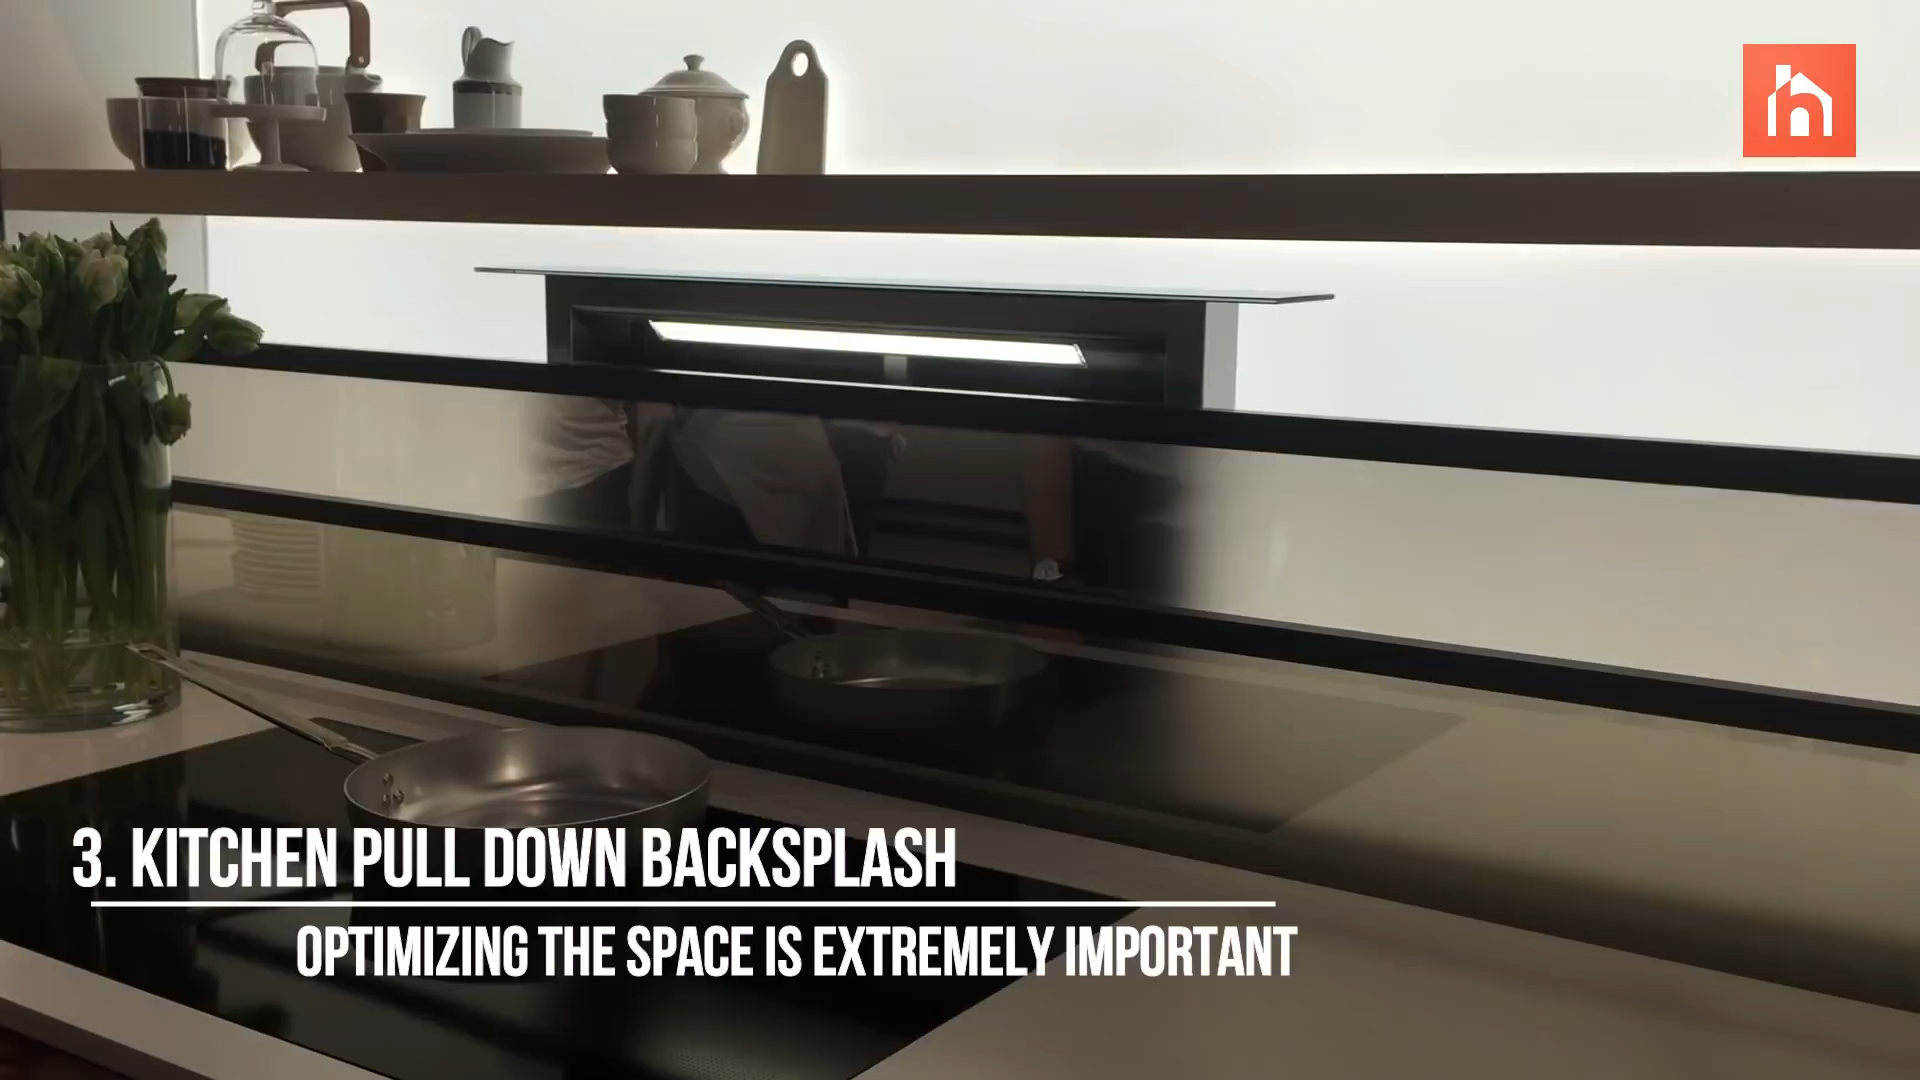 3. KITCHEN PULL DOWN BACKSPLASH
OPTIMIZING THE SPACE IS EXTREMELY IMPORTANT